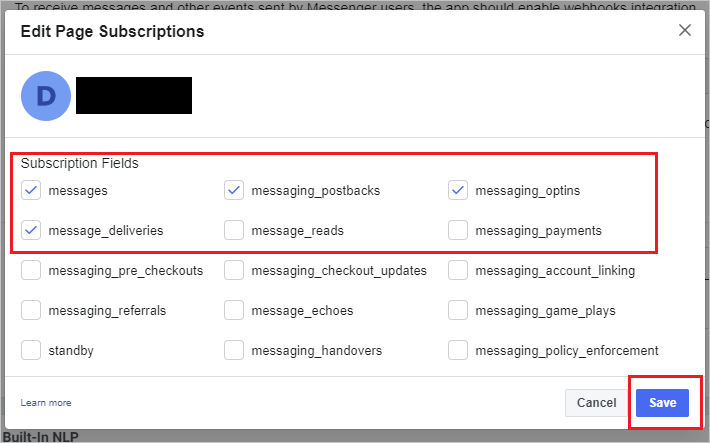 To receive messages and other events sent by Messenger users, the app should enable webhooks integration
Edit Page Subscriptions
D
Subscription Fields
messages messaging_postbacks messaging_optins
message_deliveries message_reads messaging_payments
messaging_pre_checkouts messaging_checkout_updates messaging_account_linking
messaging_referrals message_echoes messaging_game_plays
standby messaging_handovers messaging_policy_enforcement
Learn more Cancel Save
Built-In NLP